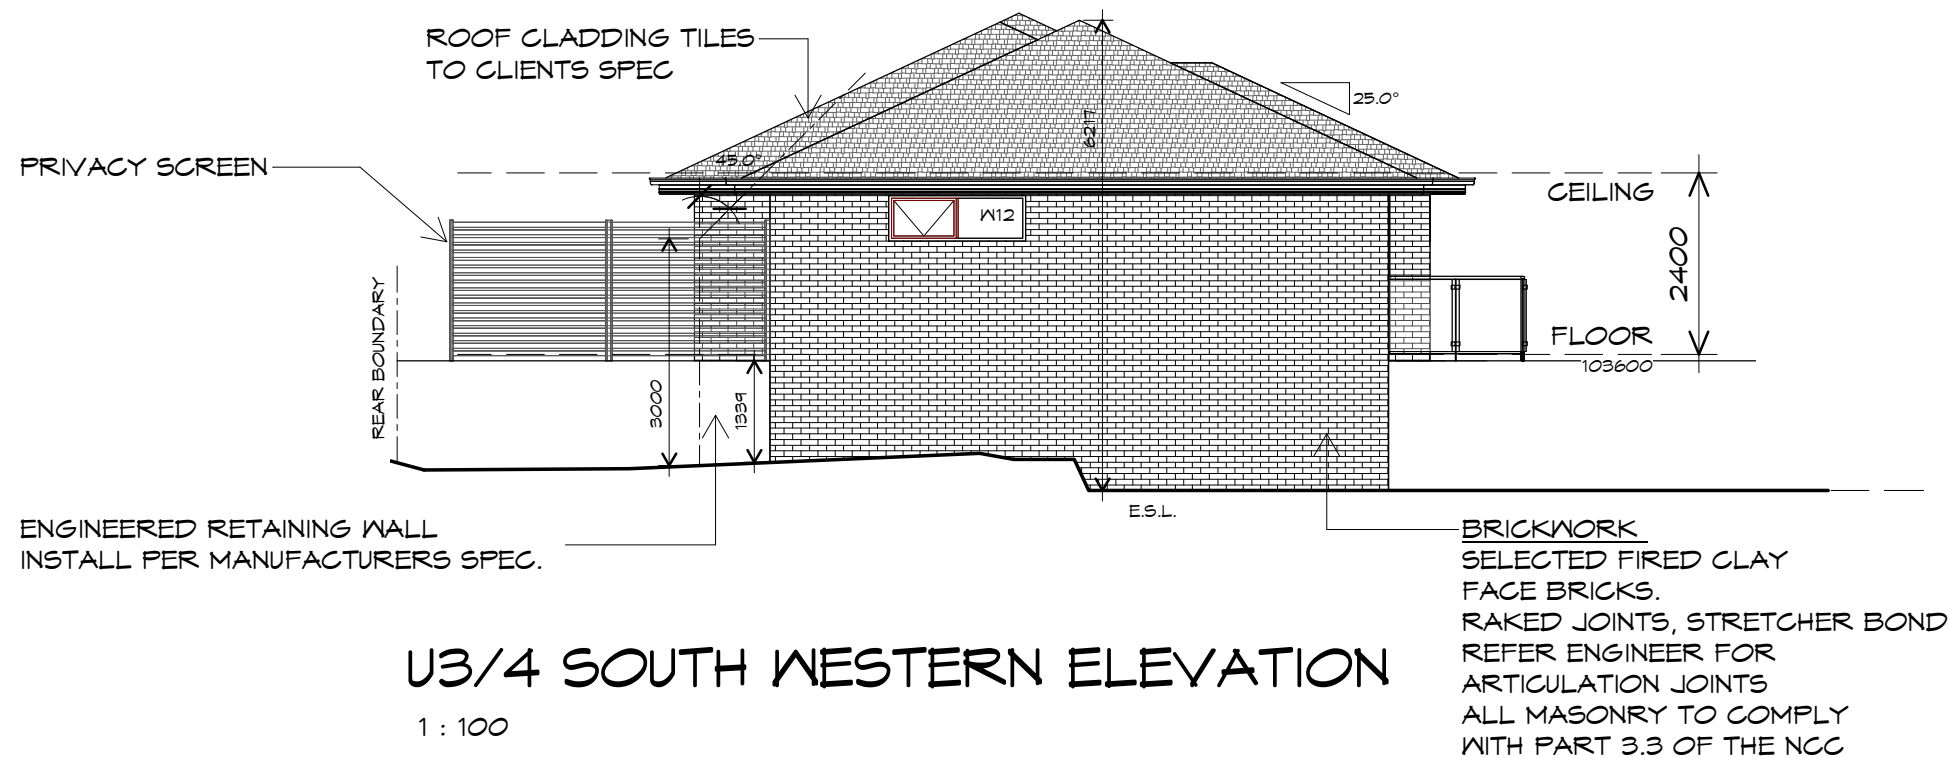 ROOF CLADDING TILES
TO CLIENTS SPEC
25.0°
6217
45.0°
PRIVACY SCREEN
CEILING
W12
2400
REAR BOUNDARY
FLOOR
103600
3000
1339
E.S.L.
ENGINEERED RETAINING WALL
INSTALL PER MANUFACTURERS SPEC.
BRICKWORK
SELECTED FIRED CLAY
FACE BRICKS.
RAKED JOINTS, STRETCHER BOND
REFER ENGINEER FOR
ARTICULATION JOINTS
ALL MASONRY TO COMPLY
WITH PART 3.3 OF THE NCC
U3/4 SOUTH WESTERN ELEVATION
1 : 100